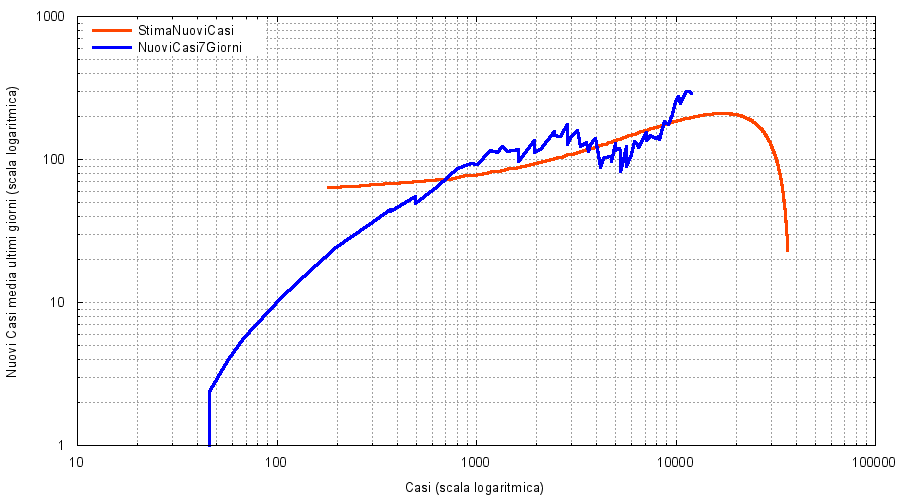 1000
100
10
1
StimaNuoviCasi
NuoviCasi7Giorni
Nuovi Casi media ultimi giorni (scala logaritmica)
10
100
1000
10000
100000
Casi (scala logaritmica)